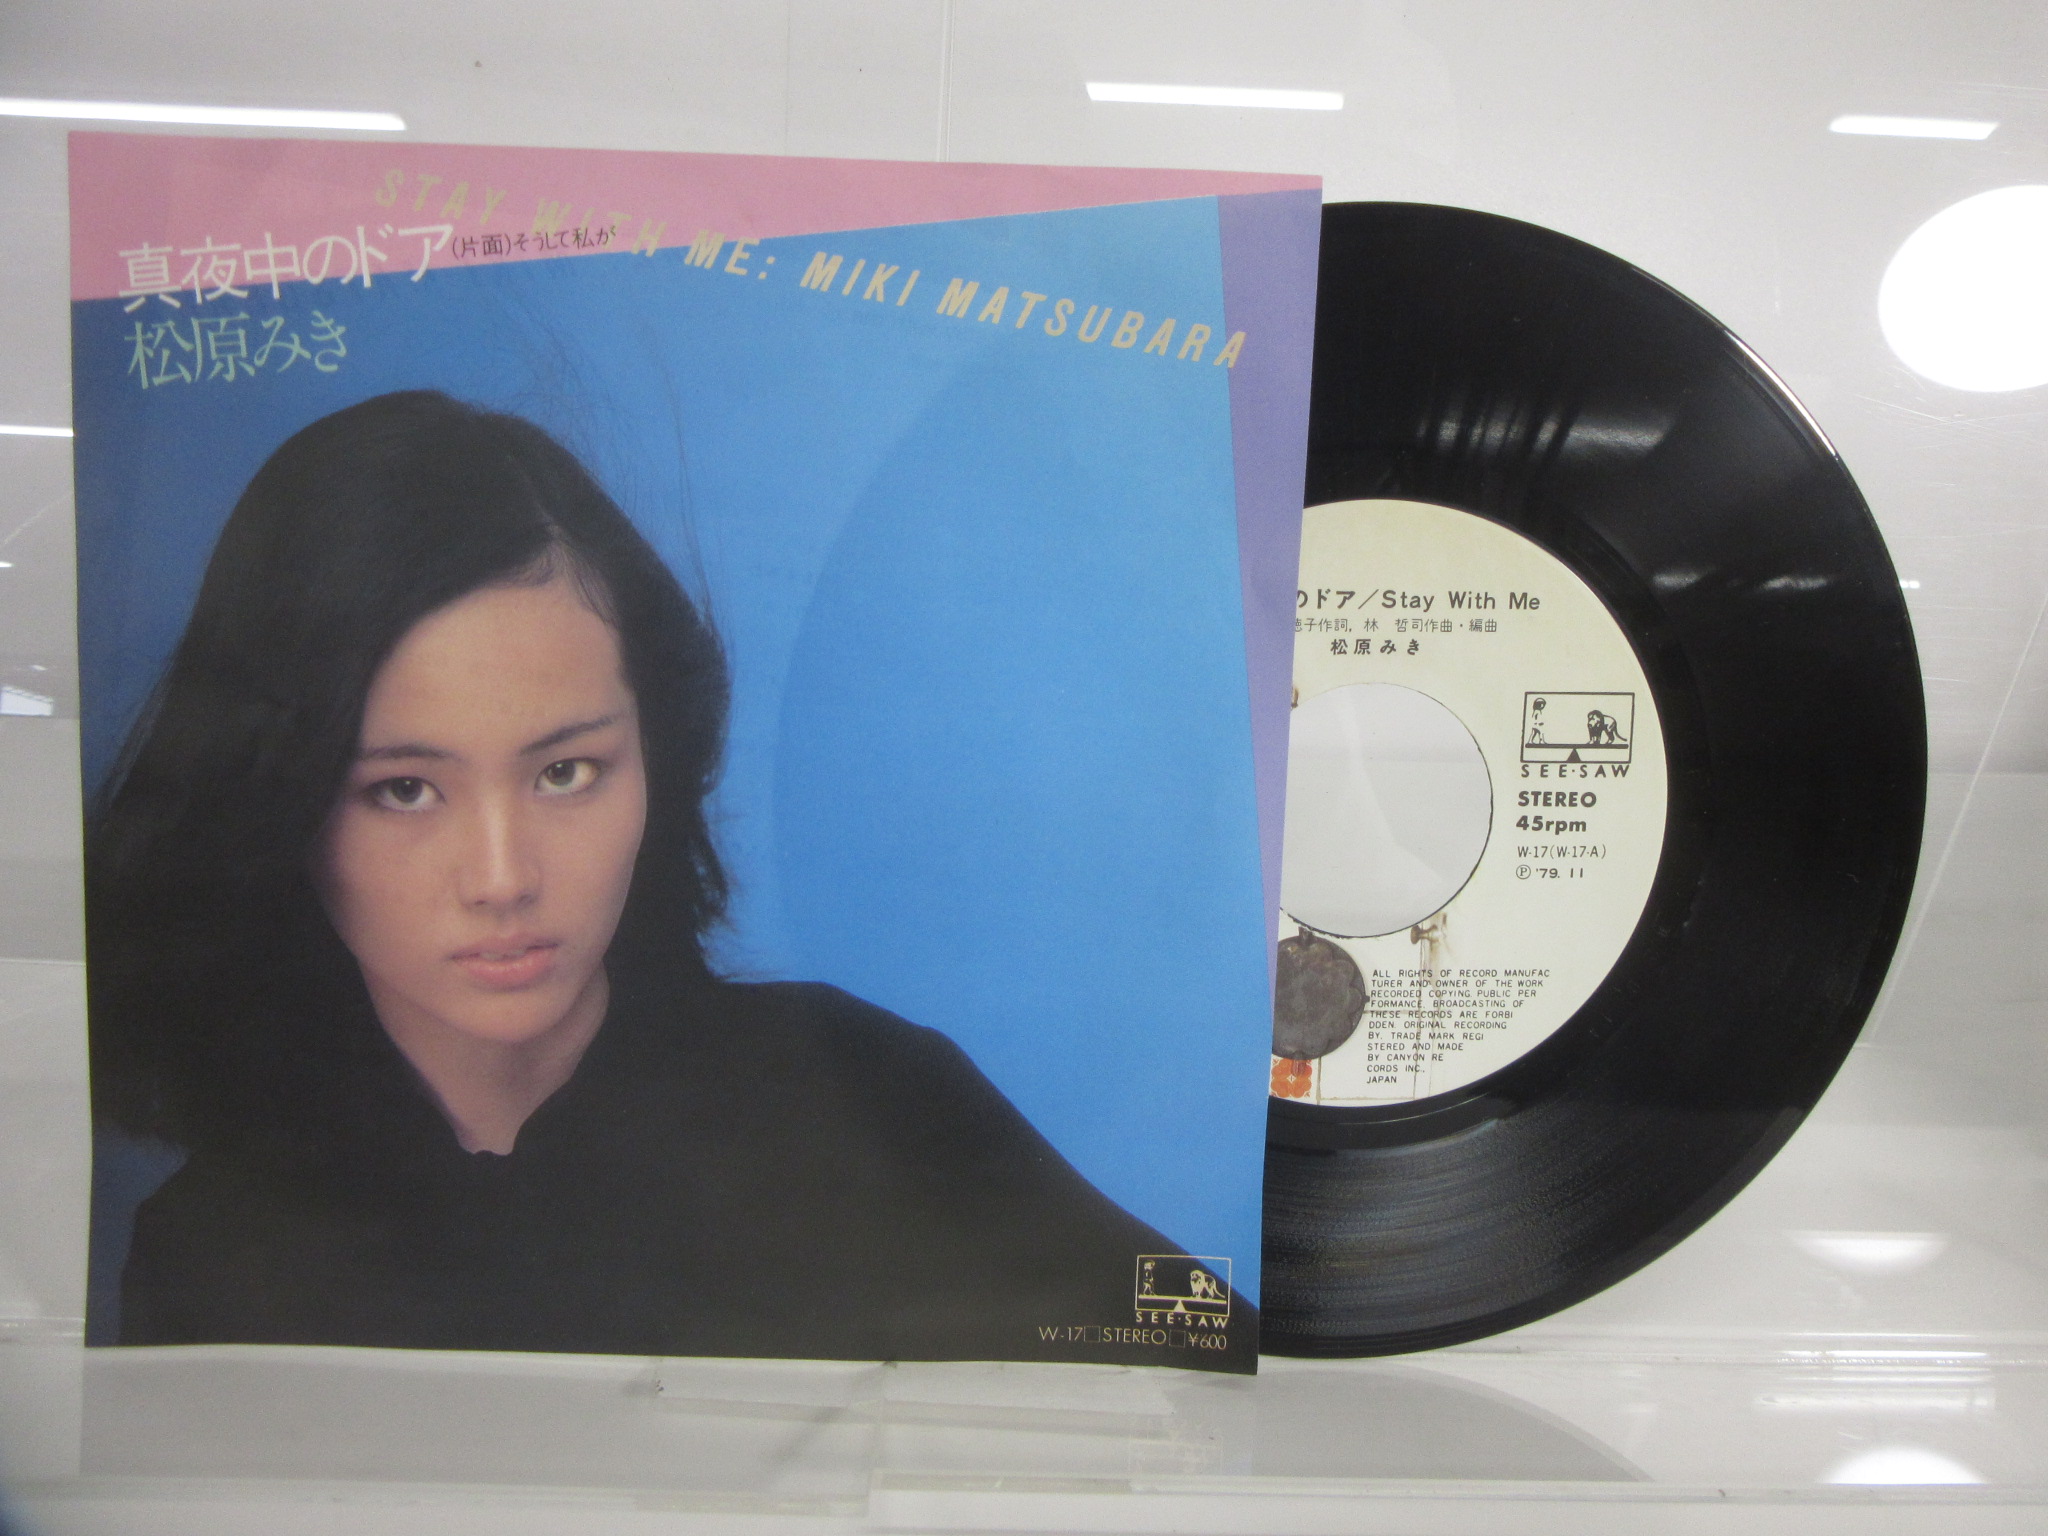 STAY WITH ME: MIKI MATSUBARA
真夜中のドア(片面)そうして私が
松原みき
SEE·SAW
W-17□STEREO□¥600
のドア／Stay With Me
徳子作詞, 林 哲司作曲・編曲
松原みき
SEE·SAW
STEREO
45rpm
W-17(W-17-A)
Ⓟ '79. 11
ALL RIGHTS OF RECORD MANUFAC
TURER AND OWNER OF THE WORK
RECORDED COPYING. PUBLIC PER
FORMANCE. BROADCASTING OF
THESE RECORDS ARE FORBI
DDEN. ORIGINAL RECORDING
BY. TRADE MARK REGI
STERED AND MADE
BY CANYON RE
CORDS INC.,
JAPAN